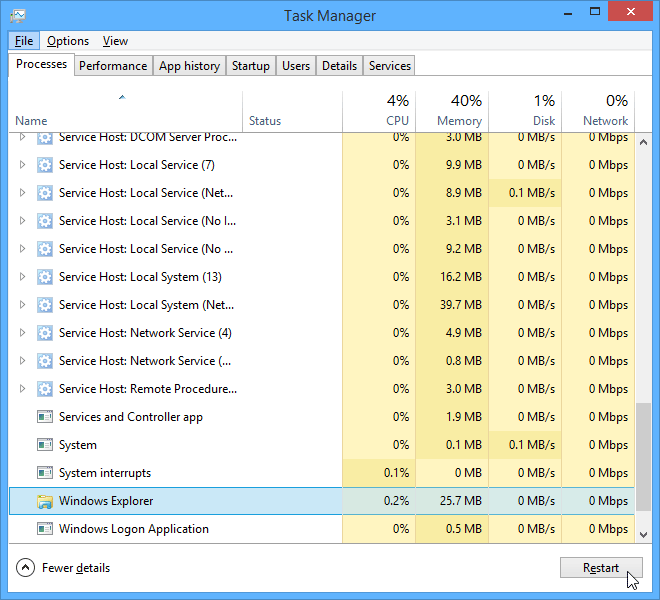 Task Manager
File Options View
Processes Performance App history Startup Users Details Services
4% 40% 1% 0%
Name Status CPU Memory Disk Network
Service Host: DCOM Server Proc... 0% 3.0 MB 0 MB/s 0 Mbps
Service Host: Local Service (7) 0% 9.9 MB 0 MB/s 0 Mbps
Service Host: Local Service (Net... 0% 8.9 MB 0.1 MB/s 0 Mbps
Service Host: Local Service (No I... 0% 3.1 MB 0 MB/s 0 Mbps
Service Host: Local Service (No ... 0% 9.2 MB 0 MB/s 0 Mbps
Service Host: Local System (13) 0% 16.2 MB 0 MB/s 0 Mbps
Service Host: Local System (Net... 0% 39.7 MB 0 MB/s 0 Mbps
Service Host: Network Service (4) 0% 4.9 MB 0 MB/s 0 Mbps
Service Host: Network Service (... 0% 0.8 MB 0 MB/s 0 Mbps
Service Host: Remote Procedure... 0% 3.0 MB 0 MB/s 0 Mbps
Services and Controller app 0% 1.9 MB 0 MB/s 0 Mbps
System 0% 0.1 MB 0.1 MB/s 0 Mbps
System interrupts 0.1% 0 MB 0 MB/s 0 Mbps
Windows Explorer 0.2% 25.7 MB 0 MB/s 0 Mbps
Windows Logon Application 0% 0.5 MB 0 MB/s 0 Mbps
Fewer details Restart